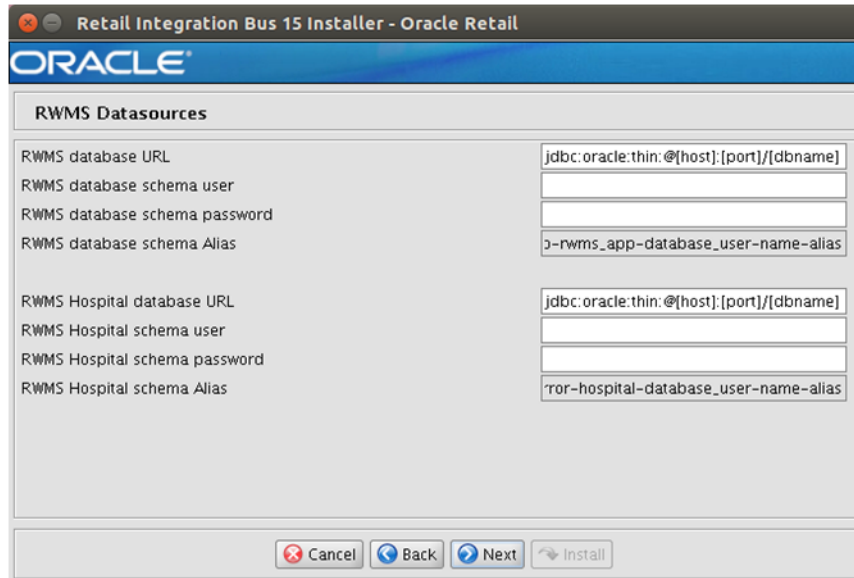 Retail Integration Bus 15 Installer - Oracle Retail
ORACLE®
RWMS Datasources
RWMS database URL jdbc:oracle:thin:@[host]:[port]/[dbname]
RWMS database schema user
RWMS database schema password
RWMS database schema Alias -rwms_app-database_user-name-alias
RWMS Hospital database URL jdbc:oracle:thin:@[host]:[port]/[dbname]
RWMS Hospital schema user
RWMS Hospital schema password
RWMS Hospital schema Alias ror-hospital-database_user-name-alias
Cancel Back Next Install